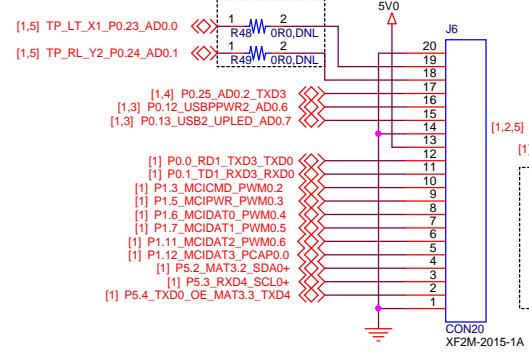 5V0
J6
[1,5] TP_LT_X1_P0.23_AD0.0 1 2 20
R48 0R0,DNL 19
[1,5] TP_RL_Y2_P0.24_AD0.1 1 2 18
R49 0R0,DNL
[1,4] P0.25_AD0.2_TXD3 17
[1,3] P0.12_USBPPWR2_AD0.6 16
[1,3] P0.13_USB2_UPLED_AD0.7 15
14 [1,2,5]
13 [1]
[1] P0.0_RD1_TXD3_TXD0 12
[1] P0.1_TD1_RXD3_RXD0 11
[1] P1.3_MCICMD_PWM0.2 10
[1] P1.5_MCIPWR_PWM0.3 9
[1] P1.6_MCIDAT0_PWM0.4 8
[1] P1.7_MCIDAT1_PWM0.5 7
[1] P1.11_MCIDAT2_PWM0.6 6
[1] P1.12_MCIDAT3_PCAP0.0 5
[1] P5.2_MAT3.2_SDA0+ 4
[1] P5.3_RXD4_SCL0+ 3
[1] P5.4_TXD0_OE_MAT3.3_TXD4 2
1
CON20
XF2M-2015-1A